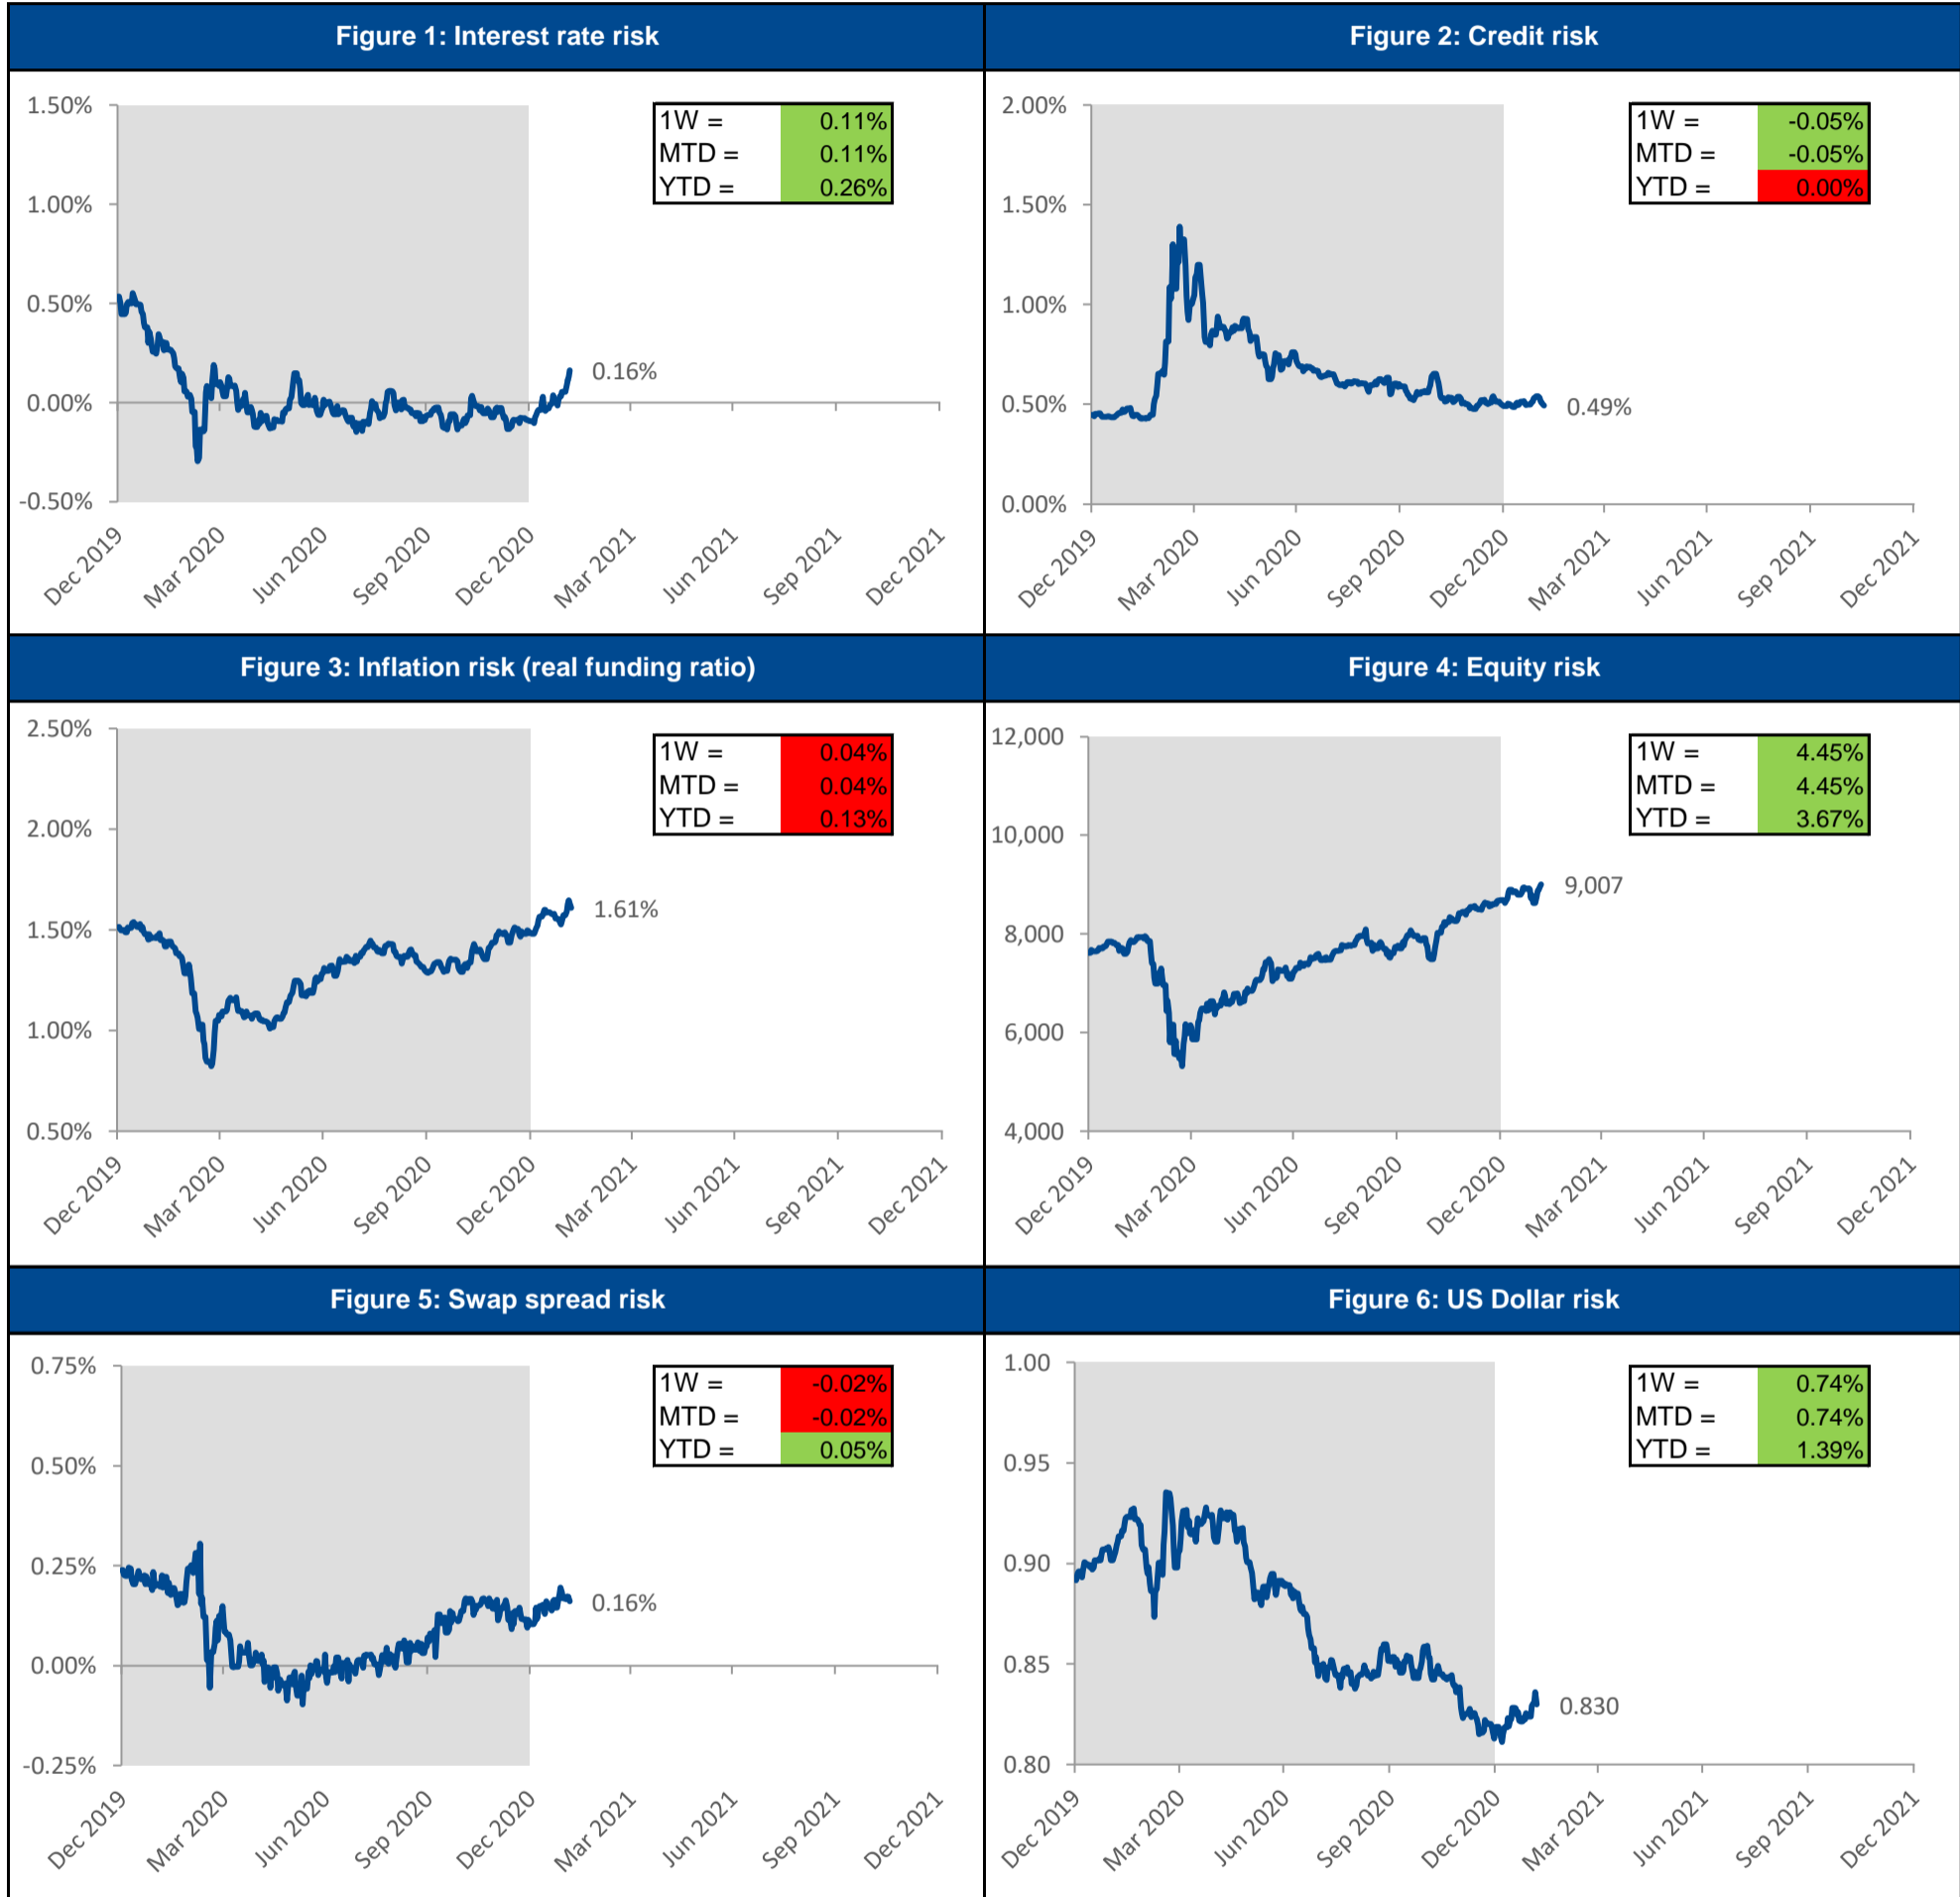 Figure 1: Interest rate risk
1.50%
1.00%
0.50%
0.00%
-0.50%
1W = 0.11%
MTD = 0.11%
YTD = 0.26%
0.16%
Dec 2019 Mar 2020 Jun 2020 Sep 2020 Dec 2020 Mar 2021 Jun 2021 Sep 2021 Dec 2021
Figure 2: Credit risk
2.00%
1.50%
1.00%
0.50%
0.00%
1W = -0.05%
MTD = -0.05%
YTD = 0.00%
0.49%
Dec 2019 Mar 2020 Jun 2020 Sep 2020 Dec 2020 Mar 2021 Jun 2021 Sep 2021 Dec 2021
Figure 3: Inflation risk (real funding ratio)
2.50%
2.00%
1.50%
1.00%
0.50%
1W = 0.04%
MTD = 0.04%
YTD = 0.13%
1.61%
Dec 2019 Mar 2020 Jun 2020 Sep 2020 Dec 2020 Mar 2021 Jun 2021 Sep 2021 Dec 2021
Figure 4: Equity risk
12,000
10,000
8,000
6,000
4,000
1W = 4.45%
MTD = 4.45%
YTD = 3.67%
9,007
Dec 2019 Mar 2020 Jun 2020 Sep 2020 Dec 2020 Mar 2021 Jun 2021 Sep 2021 Dec 2021
Figure 5: Swap spread risk
0.75%
0.50%
0.25%
0.00%
-0.25%
1W = -0.02%
MTD = -0.02%
YTD = 0.05%
0.16%
Dec 2019 Mar 2020 Jun 2020 Sep 2020 Dec 2020 Mar 2021 Jun 2021 Sep 2021 Dec 2021
Figure 6: US Dollar risk
1.00
0.95
0.90
0.85
0.80
1W = 0.74%
MTD = 0.74%
YTD = 1.39%
0.830
Dec 2019 Mar 2020 Jun 2020 Sep 2020 Dec 2020 Mar 2021 Jun 2021 Sep 2021 Dec 2021